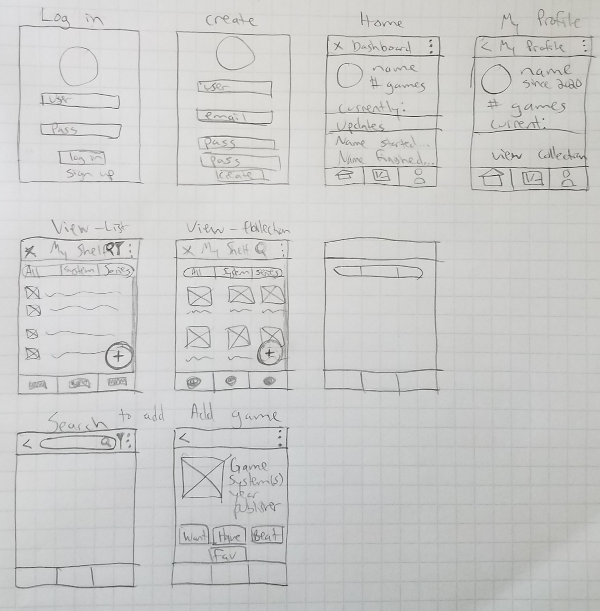 Log in
user
Pass
log in
Sign up
create
user
email
Pass
Pass
create
Home
X Dashboard
name
# games
Currently:
Updates
Name started...
Name finished...
My Profile
< My Profile
name
since 2020
# games
Current:
View Collection
View - List
X My Shelf
All System Series
+
View - Collection
X My Shelf
All System Series
+
Search to add
<
Add game
<
Game
System(s)
year
publisher
Want Have Beat
Fav